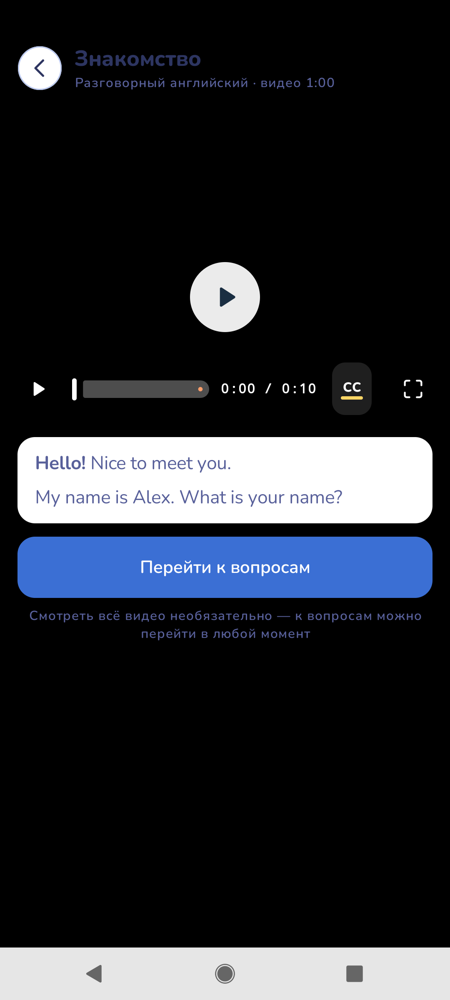 Знакомство
Разговорный английский · видео 1:00
0:00 / 0:10
CC
Hello! Nice to meet you.
My name is Alex. What is your name?
Перейти к вопросам
Смотреть всё видео необязательно — к вопросам можно
перейти в любой момент